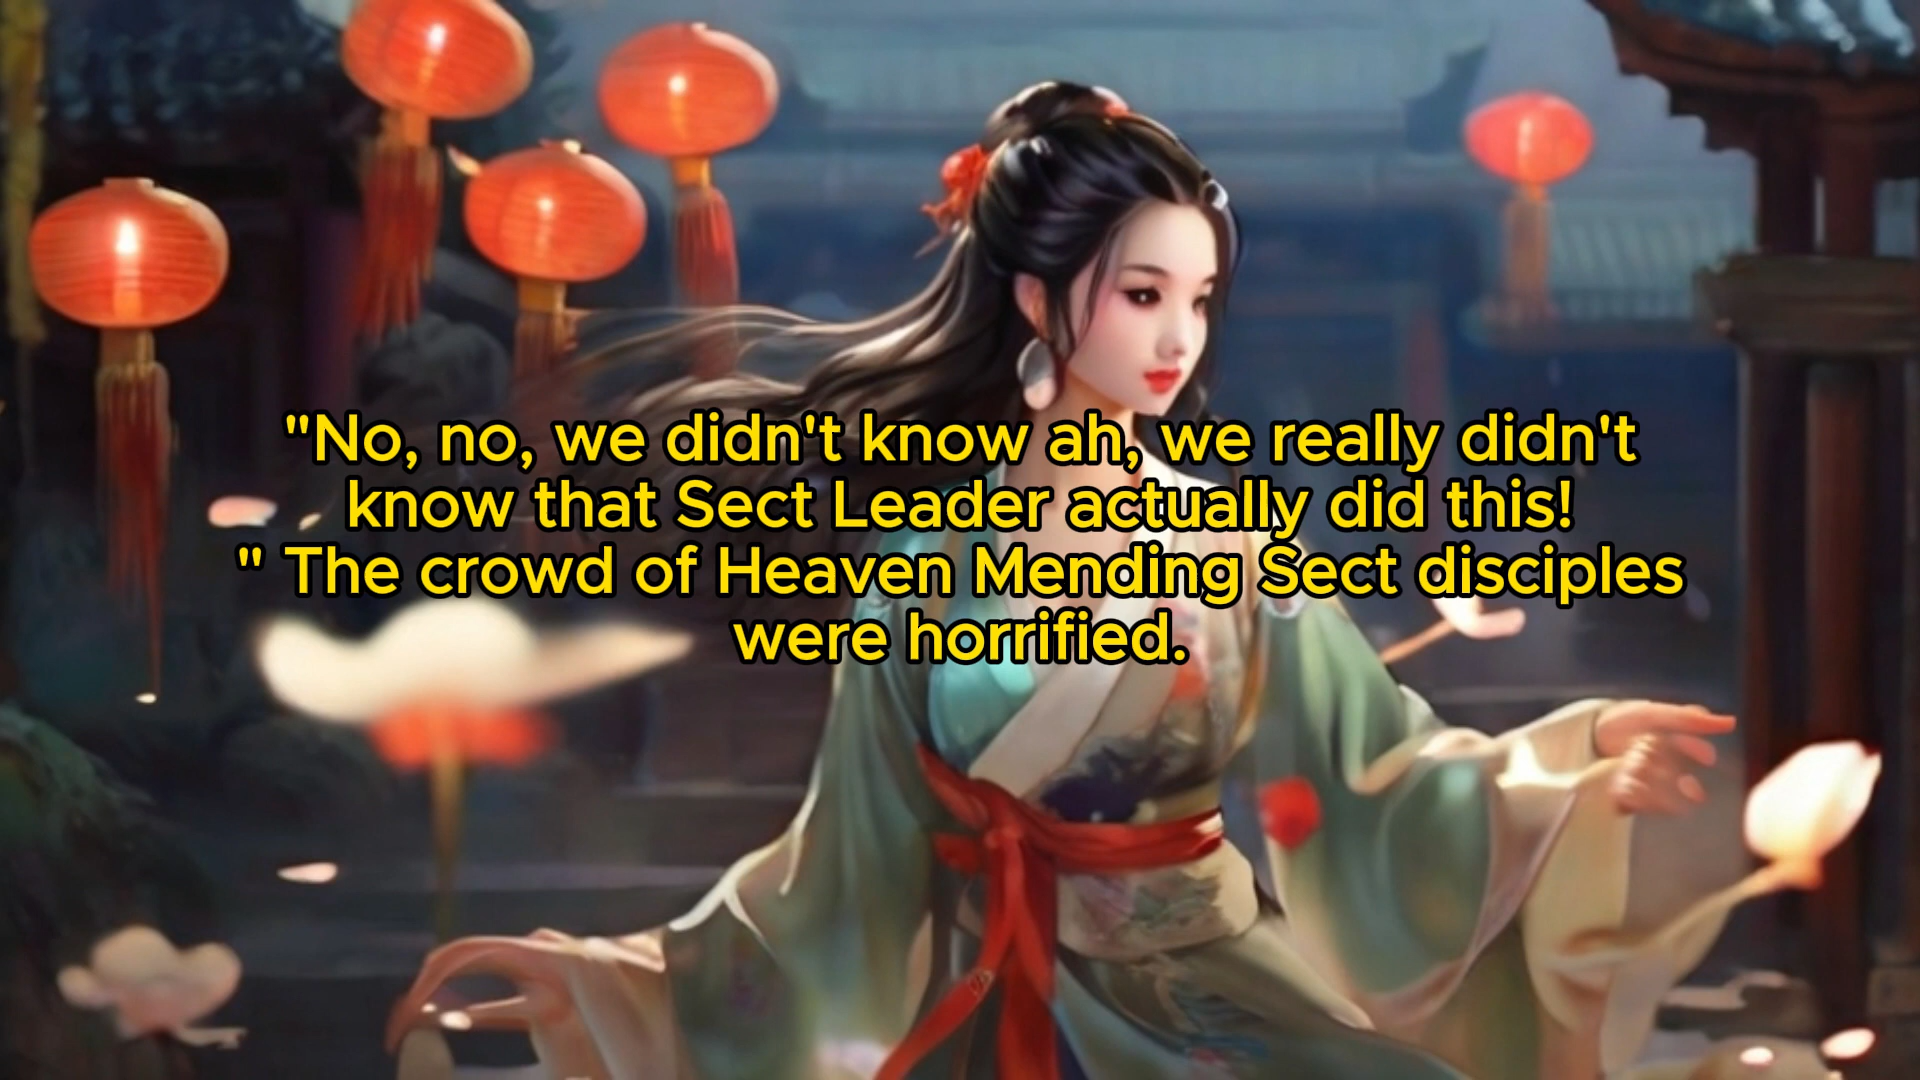 "No, no, we didn't know ah, we really didn't
know that Sect Leader actually did this!
" The crowd of Heaven Mending Sect disciples
were horrified.